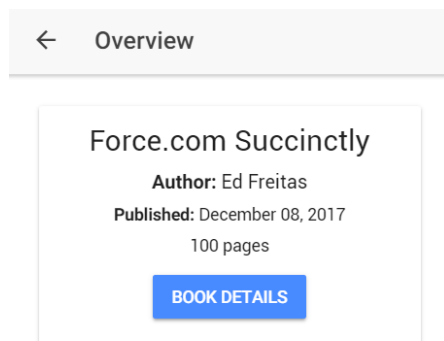 Overview
Force.com Succinctly
Author: Ed Freitas
Published: December 08, 2017
100 pages
BOOK DETAILS